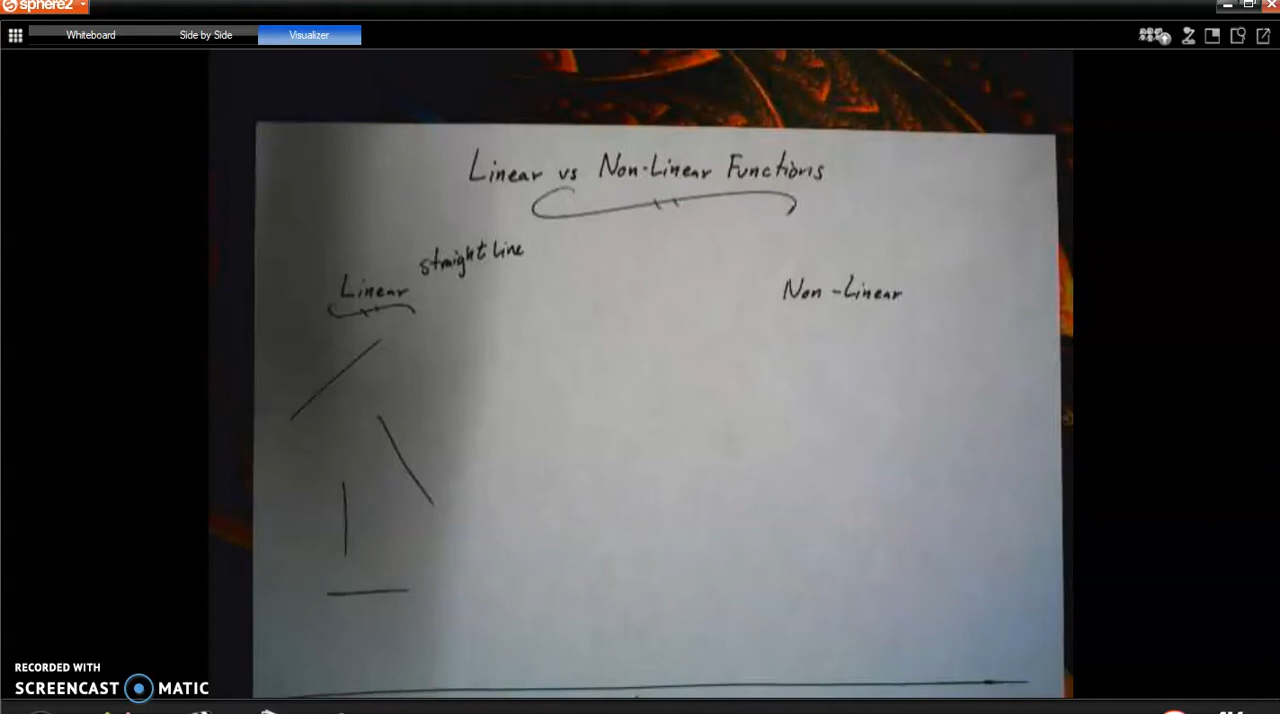 sphere2
Whiteboard
Side by Side
Visualizer
Linear vs Non-Linear Functions
straight line
Linear
Non-Linear
RECORDED WITH
SCREENCAST MATIC